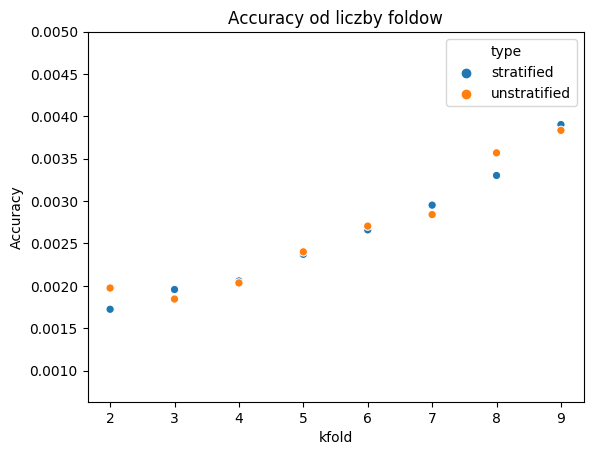 Accuracy od liczby foldow
0.0050
0.0045
0.0040
0.0035
0.0030
0.0025
0.0020
0.0015
0.0010
Accuracy
type
stratified
unstratified
2 3 4 5 6 7 8 9
kfold